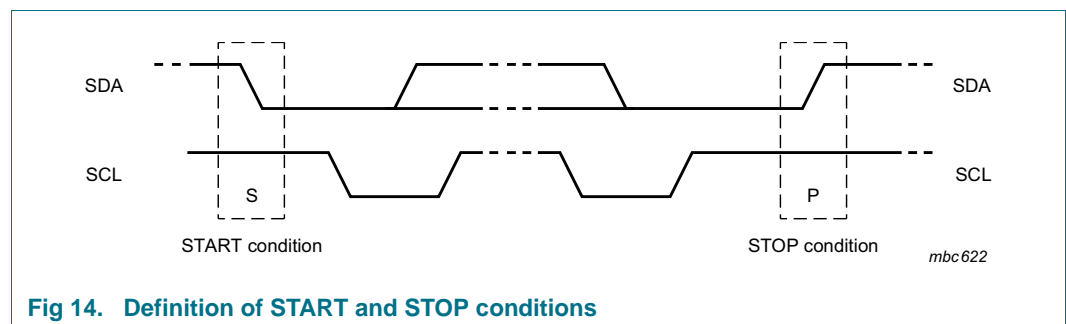 SDA SDA
SCL SCL
S P
START condition STOP condition
mbc622
Fig 14. Definition of START and STOP conditions